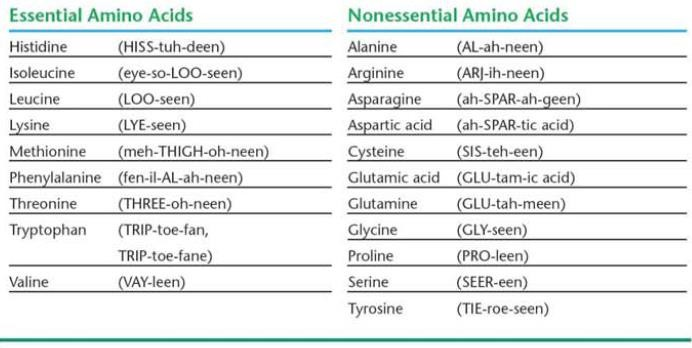 Essential Amino Acids
Histidine (HISS-tuh-deen)
Isoleucine (eye-so-LOO-seen)
Leucine (LOO-seen)
Lysine (LYE-seen)
Methionine (meh-THIGH-oh-neen)
Phenylalanine (fen-il-AL-ah-neen)
Threonine (THREE-oh-neen)
Tryptophan (TRIP-toe-fan,
TRIP-toe-fane)
Valine (VAY-leen)
Nonessential Amino Acids
Alanine (AL-ah-neen)
Arginine (ARJ-ih-neen)
Asparagine (ah-SPAR-ah-geen)
Aspartic acid (ah-SPAR-tic acid)
Cysteine (SIS-teh-een)
Glutamic acid (GLU-tam-ic acid)
Glutamine (GLU-tah-meen)
Glycine (GLY-seen)
Proline (PRO-leen)
Serine (SEER-een)
Tyrosine (TIE-roe-seen)